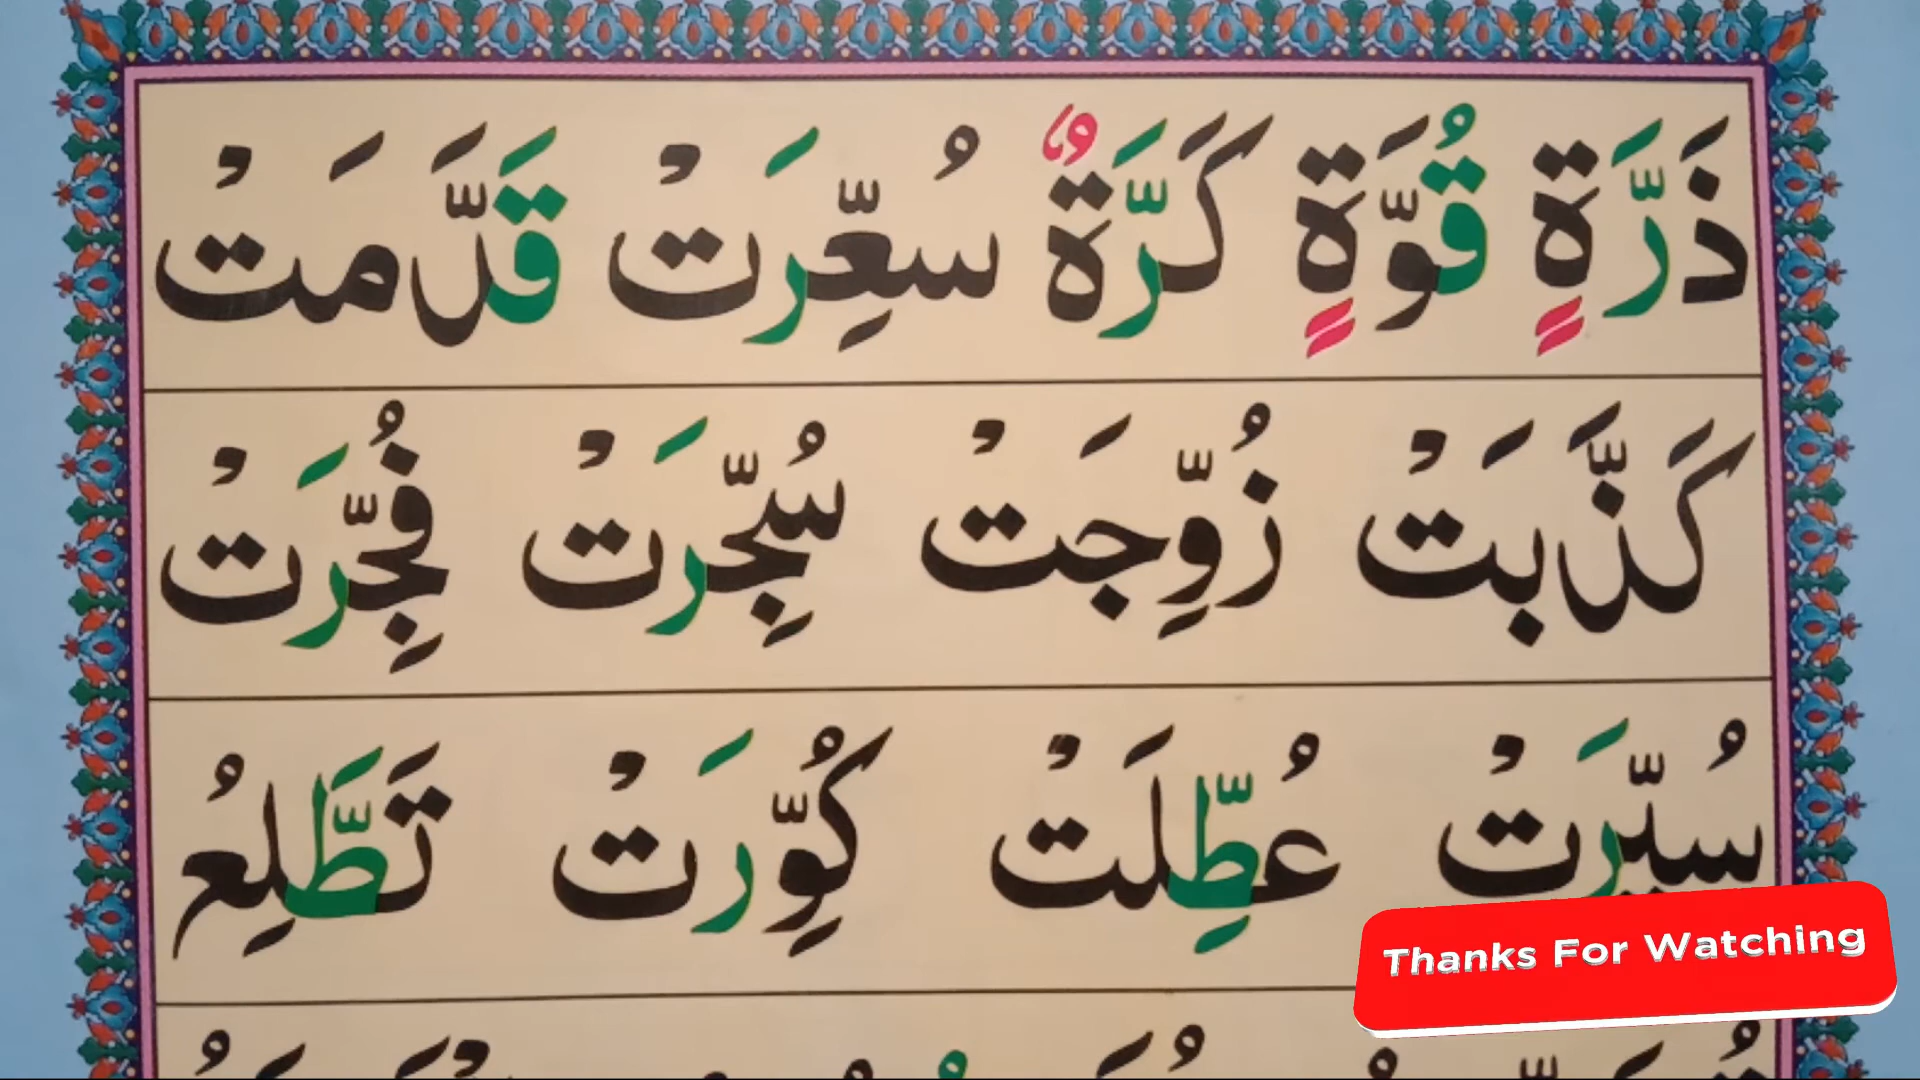 ذَرَّةٍ قُوَّةٍ كَرَّةٌ سُعِّرَتْ قَدَّمَتْ
كَذَّبَتْ زُوِّجَتْ سُجِّرَتْ فُجِّرَتْ
سُيِّرَتْ عُطِّلَتْ كُوِّرَتْ تَطَّلِعُ
Thanks For Watching